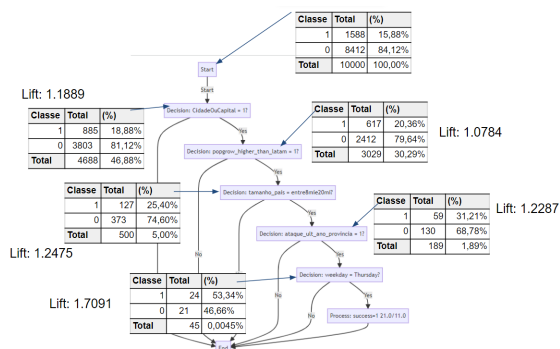 Classe Total (%)
1 1588 15,88%
0 8412 84,12%
Total 10000 100,00%
Start
Start
Lift: 1.1889
Decision: CidadeOuCapital = 1?
Classe Total (%)
1 885 18,88%
0 3803 81,12%
Total 4688 46,88%
Yes
Classe Total (%)
1 617 20,36%
0 2412 79,64%
Total 3029 30,29%
Lift: 1.0784
Decision: popgrow_higher_than_latam = 1?
Yes
Classe Total (%)
1 127 25,40%
0 373 74,60%
Total 500 5,00%
Decision: tamanho_pais = entre8mie20mi?
Yes
Lift: 1.2475
Classe Total (%)
1 59 31,21%
0 130 68,78%
Total 189 1,89%
Lift: 1.2287
Decision: ataque_ult_ano_provincia = 1?
No
Yes
Lift: 1.7091
Classe Total (%)
1 24 53,34%
0 21 46,66%
Total 45 0,0045%
Decision: weekday = Thursday?
No
No
Yes
Process: success=1 21.0/11.0
End